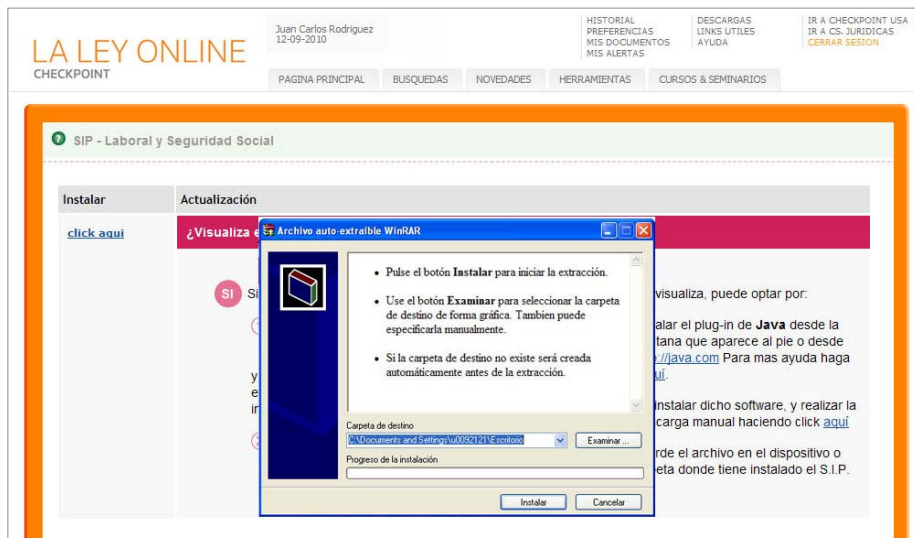 LA LEY ONLINE
CHECKPOINT
Juan Carlos Rodriguez
12-09-2010
HISTORIAL
PREFERENCIAS
MIS DOCUMENTOS
MIS ALERTAS
DESCARGAS
LINKS UTILES
AYUDA
IR A CHECKPOINT USA
IR A CS. JURIDICAS
CERRAR SESION
PAGINA PRINCIPAL
BUSQUEDAS
NOVEDADES
HERRAMIENTAS
CURSOS & SEMINARIOS
? SIP - Laboral y Seguridad Social
Instalar
Actualización
click aqui
¿Visualiza
Archivo auto-extraible WinRAR
• Pulse el botón Instalar para iniciar la extracción.
• Use el botón Examinar para seleccionar la carpeta
de destino de forma gráfica. Tambien puede
especificarla manualmente.
• Si la carpeta de destino no existe será creada
automáticamente antes de la extracción.
Carpeta de destino
C:\Documents and Settings\u0092121\Escritorio
Examinar ...
Progreso de la instalación
Instalar
Cancelar
SI
Si
y
visualiza, puede optar por:
alar el plug-in de Java desde la
tana que aparece al pie o desde
://java.com Para mas ayuda haga
uí.
instalar dicho software, y realizar la
carga manual haciendo click aquí
rde el archivo en el dispositivo o
eta donde tiene instalado el S.I.P.